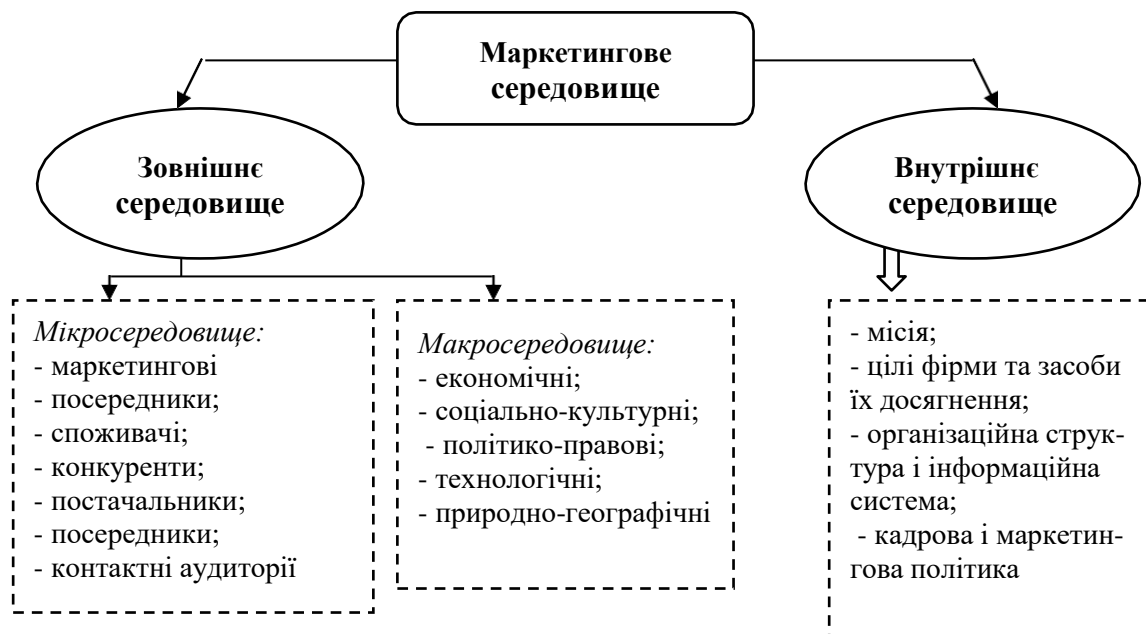 Маркетингове
середовище
Зовнішнє
середовище
Внутрішнє
середовище
Мікросередовище:
- маркетингові
- посередники;
- споживачі;
- конкуренти;
- постачальники;
- посередники;
- контактні аудиторії
Макросередовище:
- економічні;
- соціально-культурні;
- політико-правові;
- технологічні;
- природно-географічні
- місія;
- цілі фірми та засоби
їх досягнення;
- організаційна струк-
тура і інформаційна
система;
- кадрова і маркетин-
гова політика